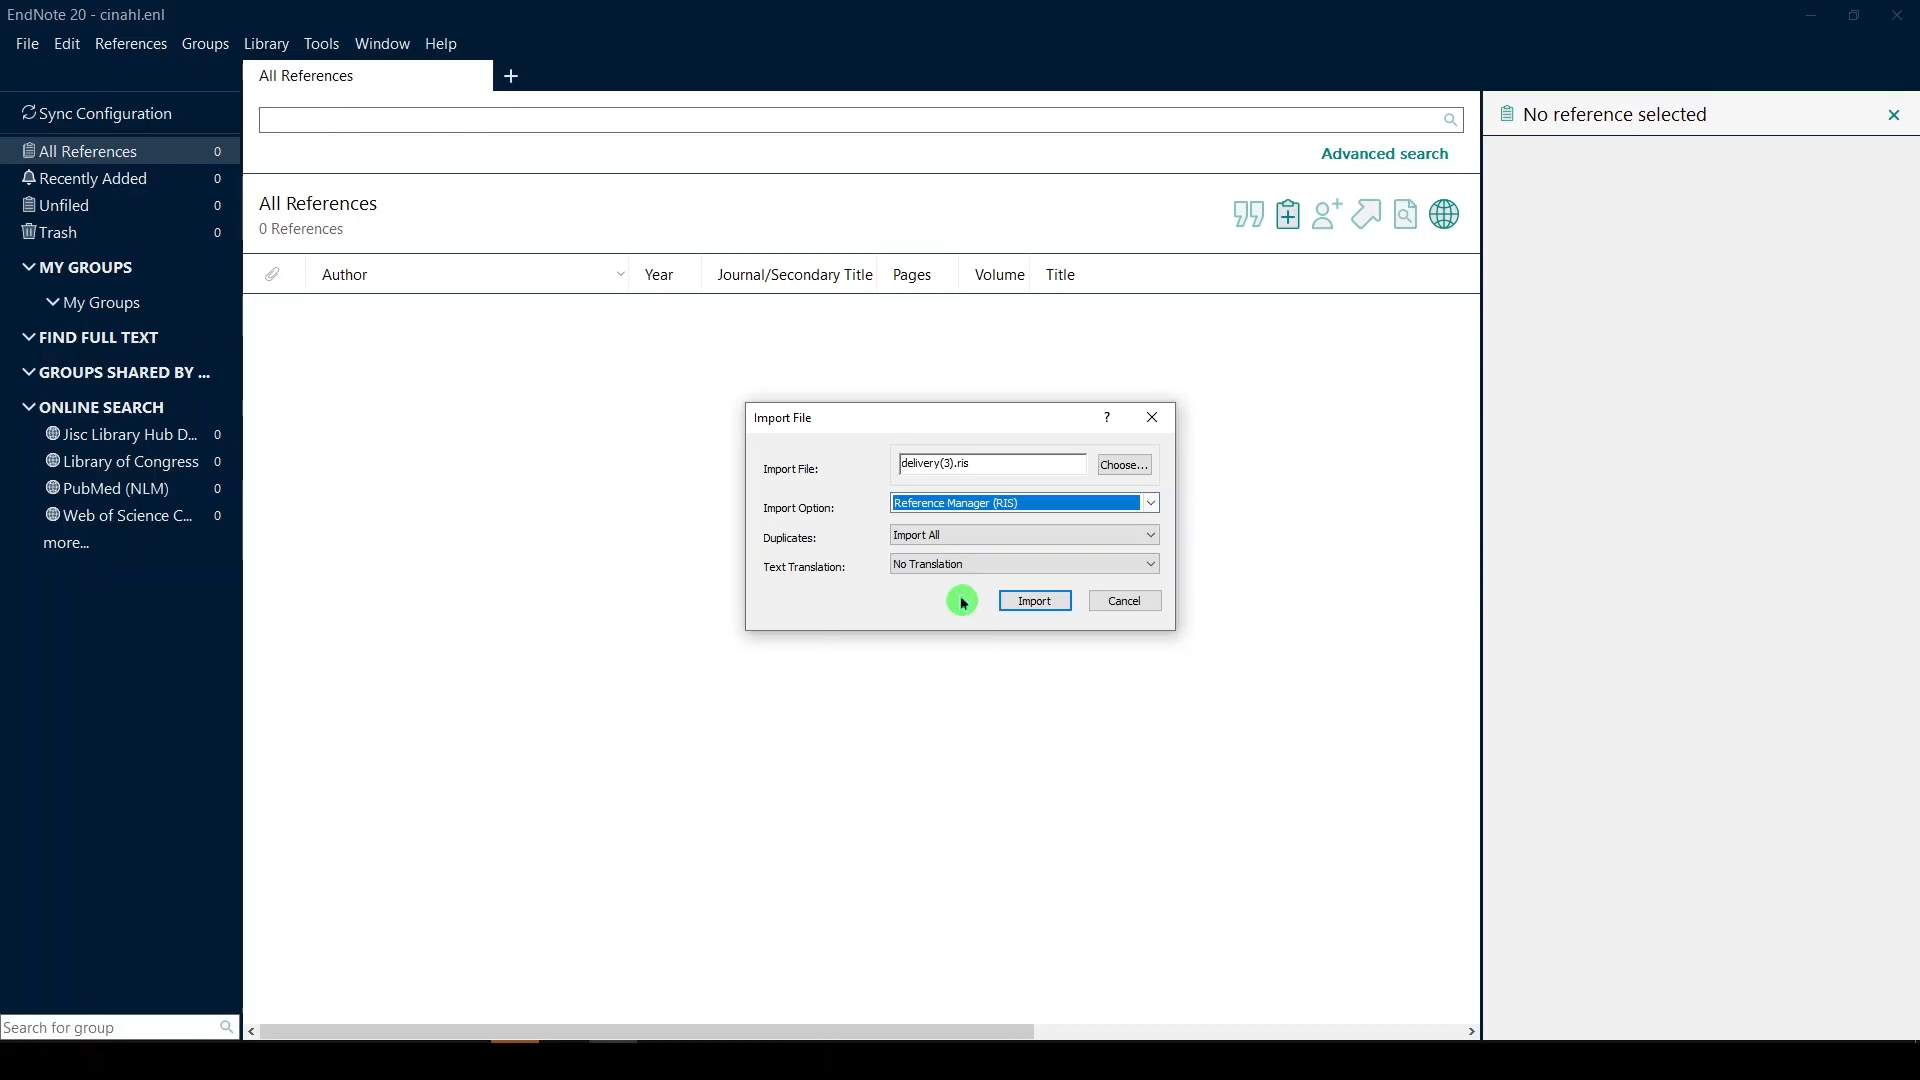 EndNote 20 - cinahl.enl
File Edit References Groups Library Tools Window Help
All References
Sync Configuration
All References 0
Recently Added 0
Unfiled 0
Trash 0
MY GROUPS
My Groups
FIND FULL TEXT
GROUPS SHARED BY ...
ONLINE SEARCH
Jisc Library Hub D... 0
Library of Congress 0
PubMed (NLM) 0
Web of Science C... 0
more...
Search for group
Advanced search
All References
0 References
Author Year Journal/Secondary Title Pages Volume Title
Import File ?
Import File: delivery(3).ris Choose...
Import Option: Reference Manager (RIS)
Duplicates: Import All
Text Translation: No Translation
Import Cancel
No reference selected